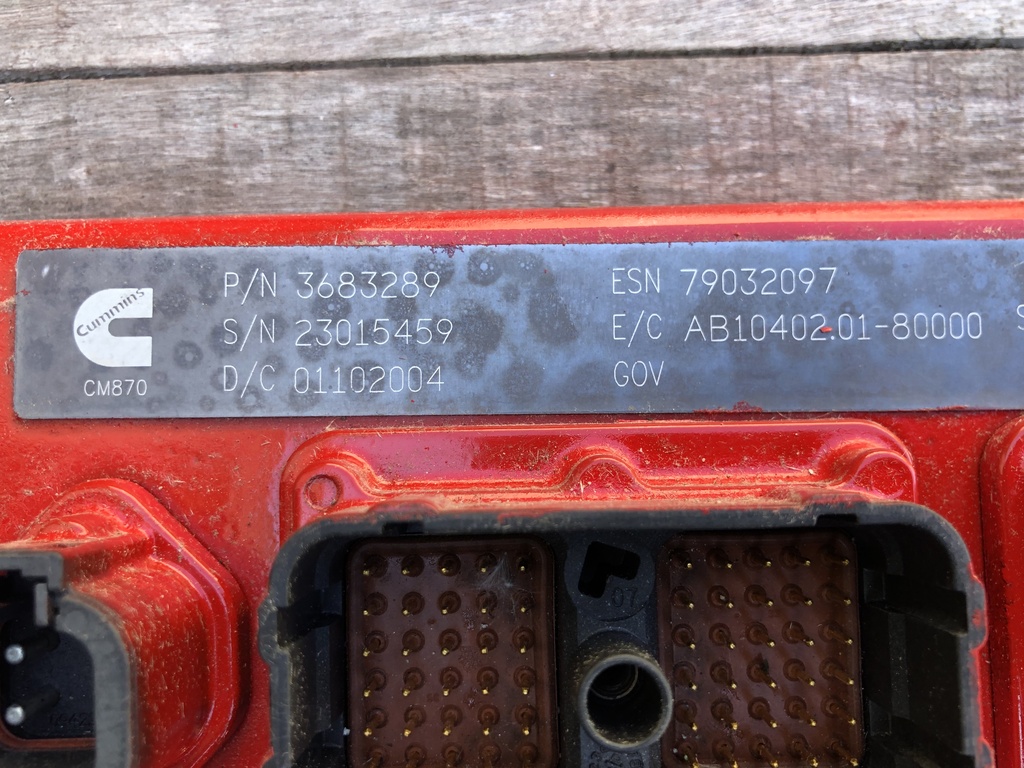 Cummins
CM870
P/N 3683289
S/N 23015459
D/C 01102004
ESN 79032097
E/C AB10402.01-80000
GOV
S
07